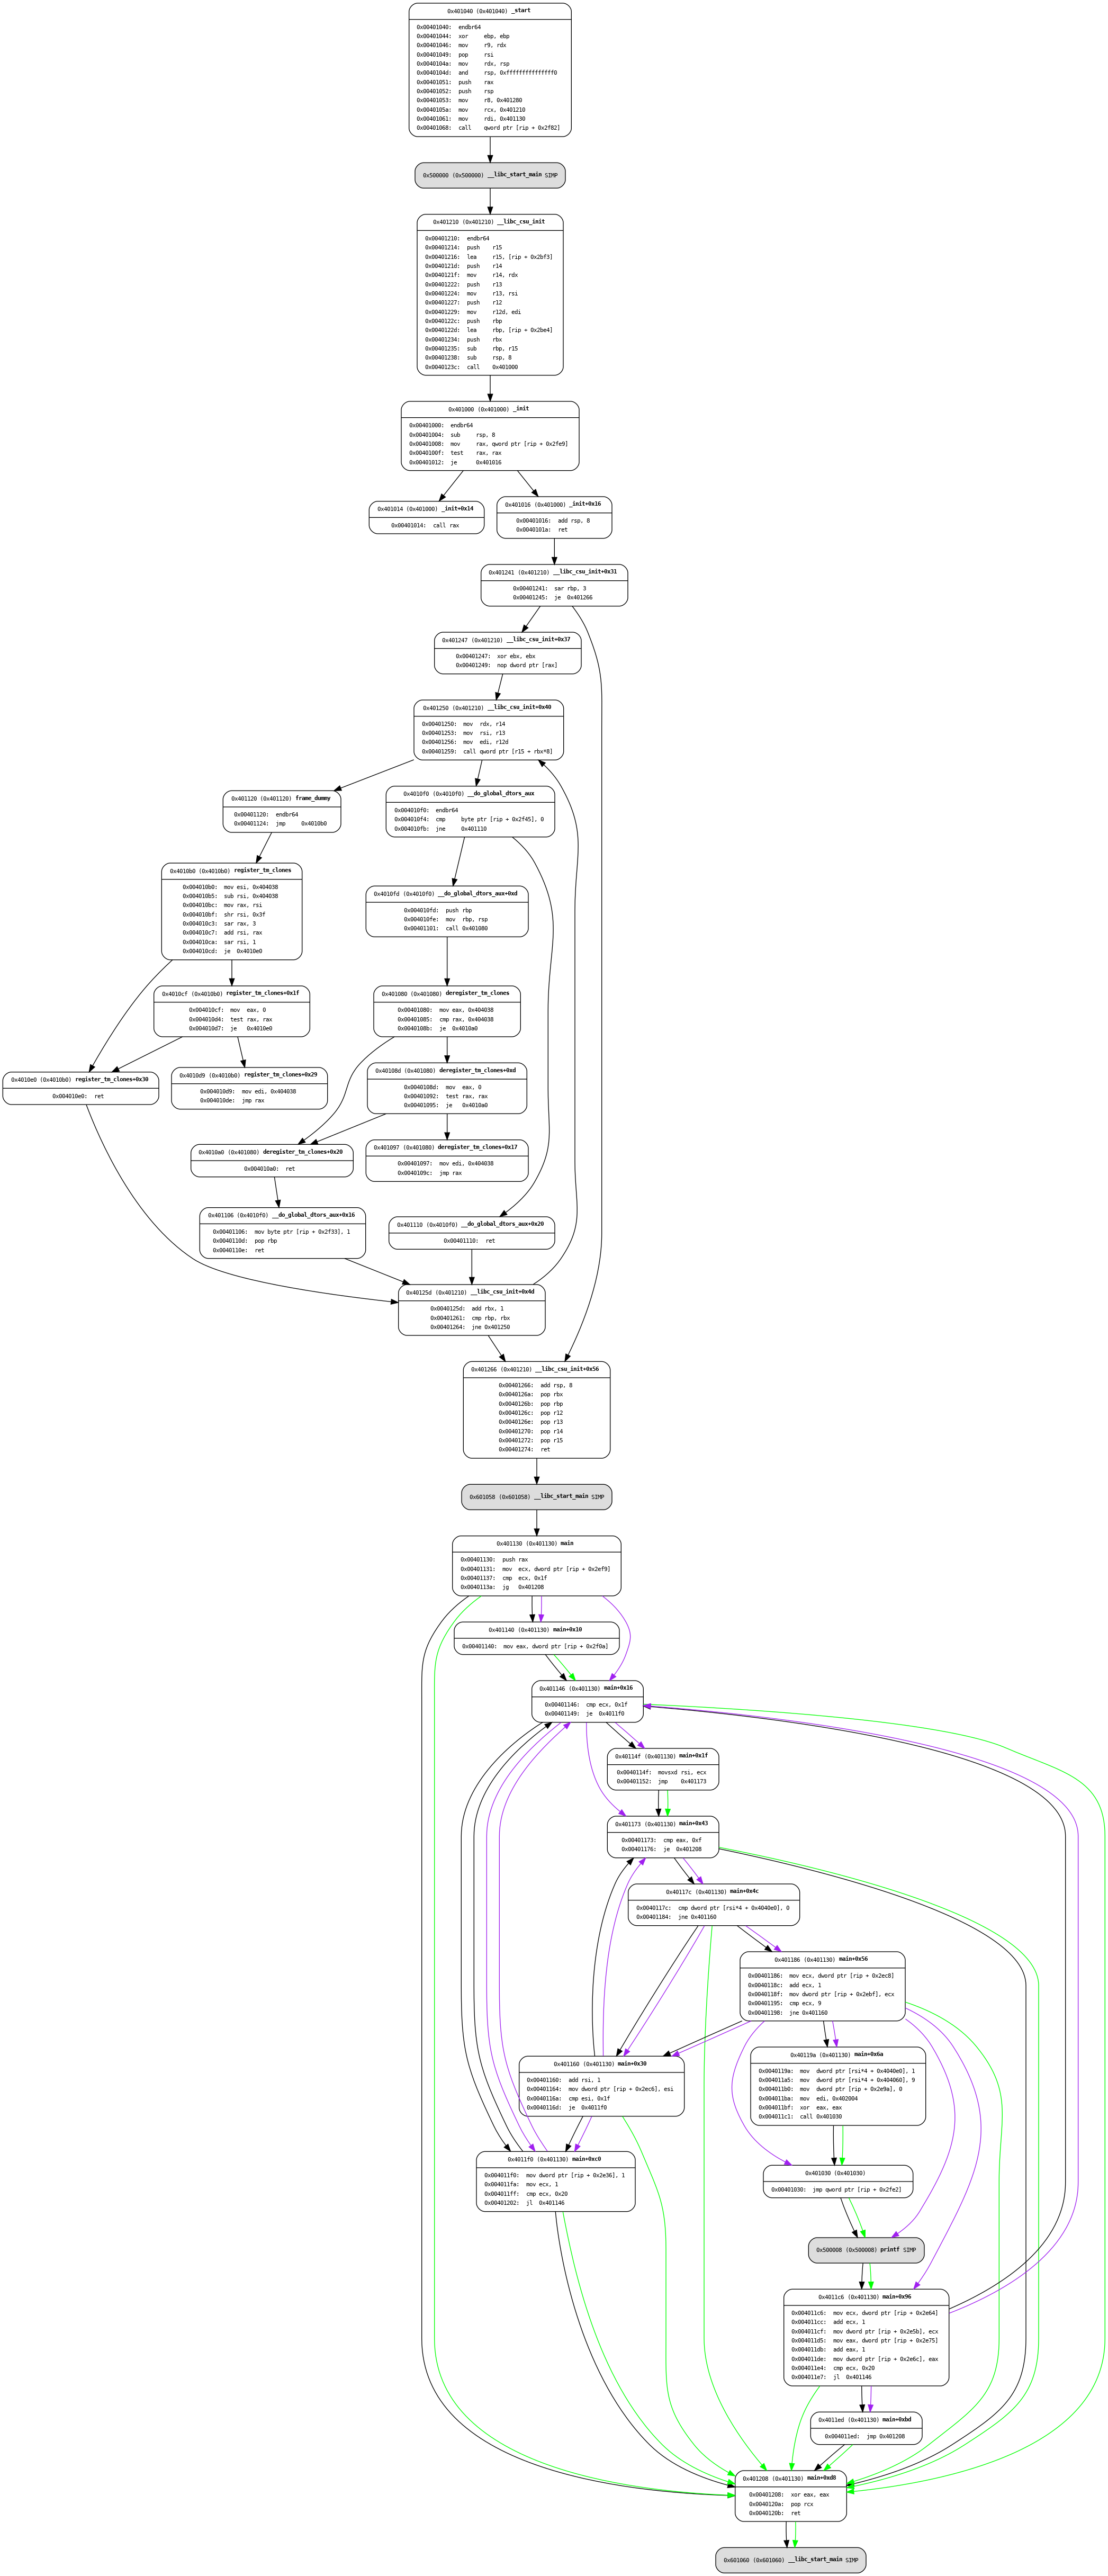 0x401040 (0x401040) _start
0x00401040: endbr64
0x00401044: xor ebp, ebp
0x00401046: mov r9, rdx
0x00401049: pop rsi
0x0040104a: mov rdx, rsp
0x0040104d: and rsp, 0xfffffffffffffff0
0x00401051: push rax
0x00401052: push rsp
0x00401053: mov r8, 0x401280
0x0040105a: mov rcx, 0x401210
0x00401061: mov rdi, 0x401130
0x00401068: call qword ptr [rip + 0x2f82]
0x500000 (0x500000) __libc_start_main SIMP
0x401210 (0x401210) __libc_csu_init
0x00401210: endbr64
0x00401214: push r15
0x00401216: lea r15, [rip + 0x2bf3]
0x0040121d: push r14
0x0040121f: mov r14, rdx
0x00401222: push r13
0x00401224: mov r13, rsi
0x00401227: push r12
0x00401229: mov r12d, edi
0x0040122c: push rbp
0x0040122d: lea rbp, [rip + 0x2be4]
0x00401234: push rbx
0x00401235: sub rbp, r15
0x00401238: sub rsp, 8
0x0040123c: call 0x401000
0x401000 (0x401000) _init
0x00401000: endbr64
0x00401004: sub rsp, 8
0x00401008: mov rax, qword ptr [rip + 0x2fe9]
0x0040100f: test rax, rax
0x00401012: je 0x401016
0x401014 (0x401000) _init+0x14
0x00401014: call rax
0x401016 (0x401000) _init+0x16
0x00401016: add rsp, 8
0x0040101a: ret
0x401241 (0x401210) __libc_csu_init+0x31
0x00401241: sar rbp, 3
0x00401245: je 0x401266
0x401247 (0x401210) __libc_csu_init+0x37
0x00401247: xor ebx, ebx
0x00401249: nop dword ptr [rax]
0x401250 (0x401210) __libc_csu_init+0x40
0x00401250: mov rdx, r14
0x00401253: mov rsi, r13
0x00401256: mov edi, r12d
0x00401259: call qword ptr [r15 + rbx*8]
0x401120 (0x401120) frame_dummy
0x00401120: endbr64
0x00401124: jmp 0x4010b0
0x4010f0 (0x4010f0) __do_global_dtors_aux
0x004010f0: endbr64
0x004010f4: cmp byte ptr [rip + 0x2f45], 0
0x004010fb: jne 0x401110
0x4010b0 (0x4010b0) register_tm_clones
0x004010b0: mov esi, 0x404038
0x004010b5: sub rsi, 0x404038
0x004010bc: mov rax, rsi
0x004010bf: shr rsi, 0x3f
0x004010c3: sar rax, 3
0x004010c7: add rsi, rax
0x004010ca: sar rsi, 1
0x004010cd: je 0x4010e0
0x4010fd (0x4010f0) __do_global_dtors_aux+0xd
0x004010fd: push rbp
0x004010fe: mov rbp, rsp
0x00401101: call 0x401080
0x4010cf (0x4010b0) register_tm_clones+0x1f
0x004010cf: mov eax, 0
0x004010d4: test rax, rax
0x004010d7: je 0x4010e0
0x401080 (0x401080) deregister_tm_clones
0x00401080: mov eax, 0x404038
0x00401085: cmp rax, 0x404038
0x0040108b: je 0x4010a0
0x4010e0 (0x4010b0) register_tm_clones+0x30
0x004010e0: ret
0x4010d9 (0x4010b0) register_tm_clones+0x29
0x004010d9: mov edi, 0x404038
0x004010de: jmp rax
0x40108d (0x401080) deregister_tm_clones+0xd
0x0040108d: mov eax, 0
0x00401092: test rax, rax
0x00401095: je 0x4010a0
0x4010a0 (0x401080) deregister_tm_clones+0x20
0x004010a0: ret
0x401097 (0x401080) deregister_tm_clones+0x17
0x00401097: mov edi, 0x404038
0x0040109c: jmp rax
0x401106 (0x4010f0) __do_global_dtors_aux+0x16
0x00401106: mov byte ptr [rip + 0x2f33], 1
0x0040110d: pop rbp
0x0040110e: ret
0x401110 (0x4010f0) __do_global_dtors_aux+0x20
0x00401110: ret
0x40125d (0x401210) __libc_csu_init+0x4d
0x0040125d: add rbx, 1
0x00401261: cmp rbp, rbx
0x00401264: jne 0x401250
0x401266 (0x401210) __libc_csu_init+0x56
0x00401266: add rsp, 8
0x0040126a: pop rbx
0x0040126b: pop rbp
0x0040126c: pop r12
0x0040126e: pop r13
0x00401270: pop r14
0x00401272: pop r15
0x00401274: ret
0x601058 (0x601058) __libc_start_main SIMP
0x401130 (0x401130) main
0x00401130: push rax
0x00401131: mov ecx, dword ptr [rip + 0x2ef9]
0x00401137: cmp ecx, 0x1f
0x0040113a: jg 0x401208
0x401140 (0x401130) main+0x10
0x00401140: mov eax, dword ptr [rip + 0x2f0a]
0x401146 (0x401130) main+0x16
0x00401146: cmp ecx, 0x1f
0x00401149: je 0x4011f0
0x40114f (0x401130) main+0x1f
0x0040114f: movsxd rsi, ecx
0x00401152: jmp 0x401173
0x401173 (0x401130) main+0x43
0x00401173: cmp eax, 0xf
0x00401176: je 0x401208
0x40117c (0x401130) main+0x4c
0x0040117c: cmp dword ptr [rsi*4 + 0x4040e0], 0
0x00401184: jne 0x401160
0x401186 (0x401130) main+0x56
0x00401186: mov ecx, dword ptr [rip + 0x2ec8]
0x0040118c: add ecx, 1
0x0040118f: mov dword ptr [rip + 0x2ebf], ecx
0x00401195: cmp ecx, 9
0x00401198: jne 0x401160
0x401160 (0x401130) main+0x30
0x00401160: add rsi, 1
0x00401164: mov dword ptr [rip + 0x2ec6], esi
0x0040116a: cmp esi, 0x1f
0x0040116d: je 0x4011f0
0x40119a (0x401130) main+0x6a
0x0040119a: mov dword ptr [rsi*4 + 0x4040e0], 1
0x004011a5: mov dword ptr [rsi*4 + 0x404060], 9
0x004011b0: mov dword ptr [rip + 0x2e9a], 0
0x004011ba: mov edi, 0x402004
0x004011bf: xor eax, eax
0x004011c1: call 0x401030
0x4011f0 (0x401130) main+0xc0
0x004011f0: mov dword ptr [rip + 0x2e36], 1
0x004011fa: mov ecx, 1
0x004011ff: cmp ecx, 0x20
0x00401202: jl 0x401146
0x401030 (0x401030)
0x00401030: jmp qword ptr [rip + 0x2fe2]
0x500008 (0x500008) printf SIMP
0x4011c6 (0x401130) main+0x96
0x004011c6: mov ecx, dword ptr [rip + 0x2e64]
0x004011cc: add ecx, 1
0x004011cf: mov dword ptr [rip + 0x2e5b], ecx
0x004011d5: mov eax, dword ptr [rip + 0x2e75]
0x004011db: add eax, 1
0x004011de: mov dword ptr [rip + 0x2e6c], eax
0x004011e4: cmp ecx, 0x20
0x004011e7: jl 0x401146
0x4011ed (0x401130) main+0xbd
0x004011ed: jmp 0x401208
0x401208 (0x401130) main+0xd8
0x00401208: xor eax, eax
0x0040120a: pop rcx
0x0040120b: ret
0x601060 (0x601060) __libc_start_main SIMP